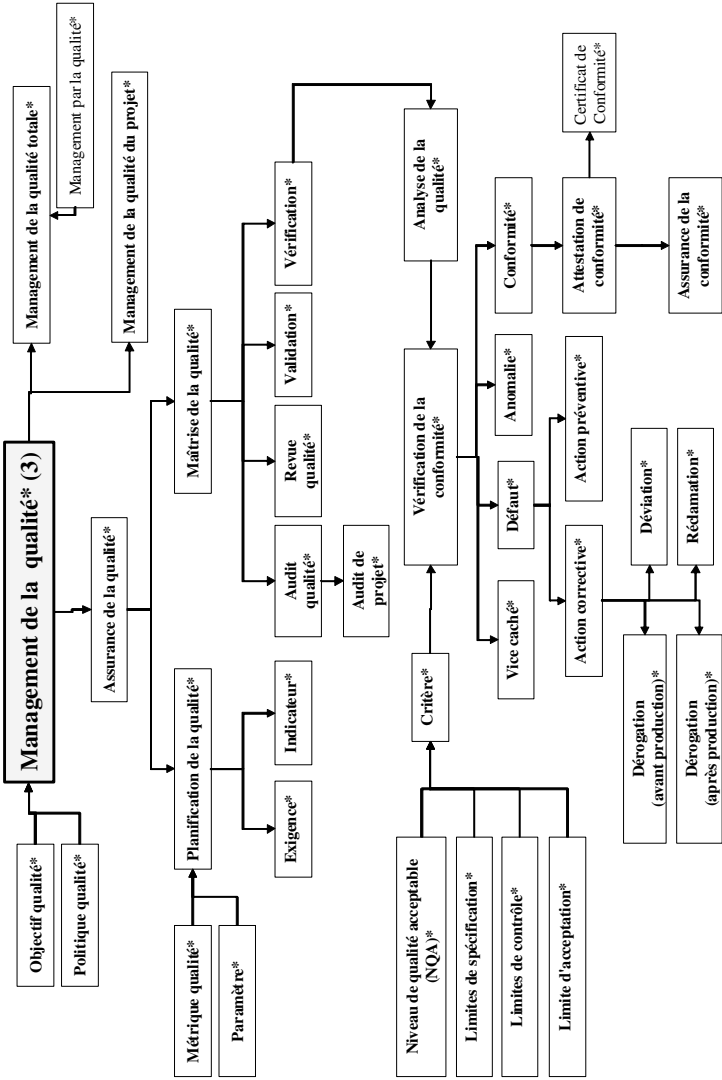 Objectif qualité*
Politique qualité*
Management de la qualité* (3)
Management de la qualité totale*
Management par la qualité*
Management de la qualité du projet*
Assurance de la qualité*
Métrique qualité*
Paramètre*
Planification de la qualité*
Exigence*
Indicateur*
Maîtrise de la qualité*
Audit
qualité*
Audit de
projet*
Revue
qualité*
Validation*
Vérification*
Niveau de qualité acceptable
(NQA)*
Limites de spécification*
Limites de contrôle*
Limite d'acceptation*
Critère*
Vérification de la
conformité*
Analyse de la
qualité*
Vice caché*
Défaut*
Anomalie*
Conformité*
Action corrective*
Action préventive*
Attestation de
conformité*
Certificat de
Conformité*
Assurance de la
conformité*
Dérogation
(avant production)*
Déviation*
Dérogation
(après production)*
Réclamation*